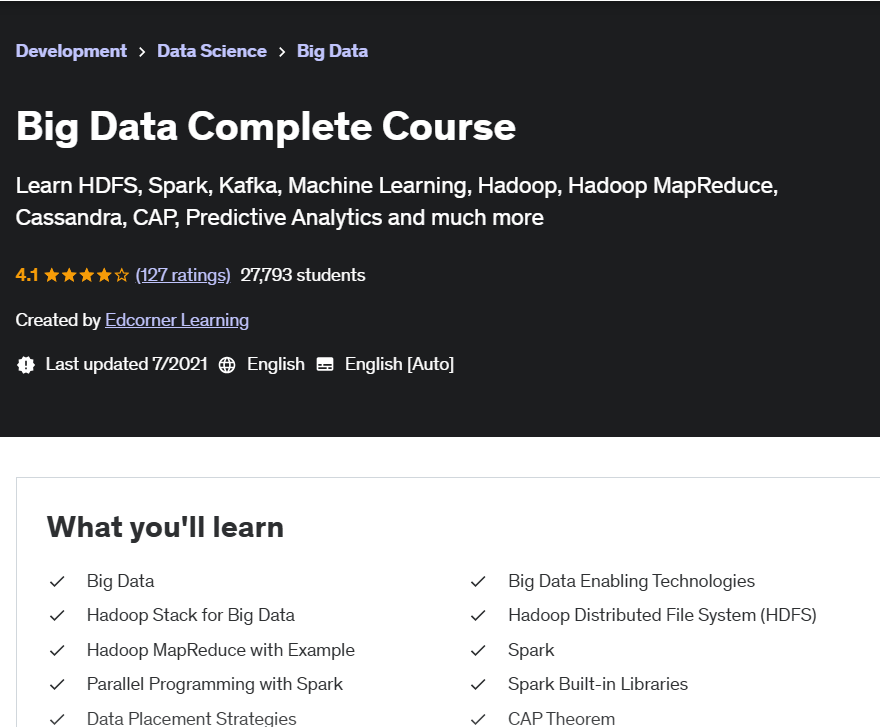 Development > Data Science > Big Data
Big Data Complete Course
Learn HDFS, Spark, Kafka, Machine Learning, Hadoop, Hadoop MapReduce,
Cassandra, CAP, Predictive Analytics and much more
4.1 (127 ratings) 27,793 students
Created by Edcorner Learning
Last updated 7/2021 English English [Auto]
What you'll learn
Big Data
Big Data Enabling Technologies
Hadoop Stack for Big Data
Hadoop Distributed File System (HDFS)
Hadoop MapReduce with Example
Spark
Parallel Programming with Spark
Spark Built-in Libraries
Data Placement Strategies
CAP Theorem